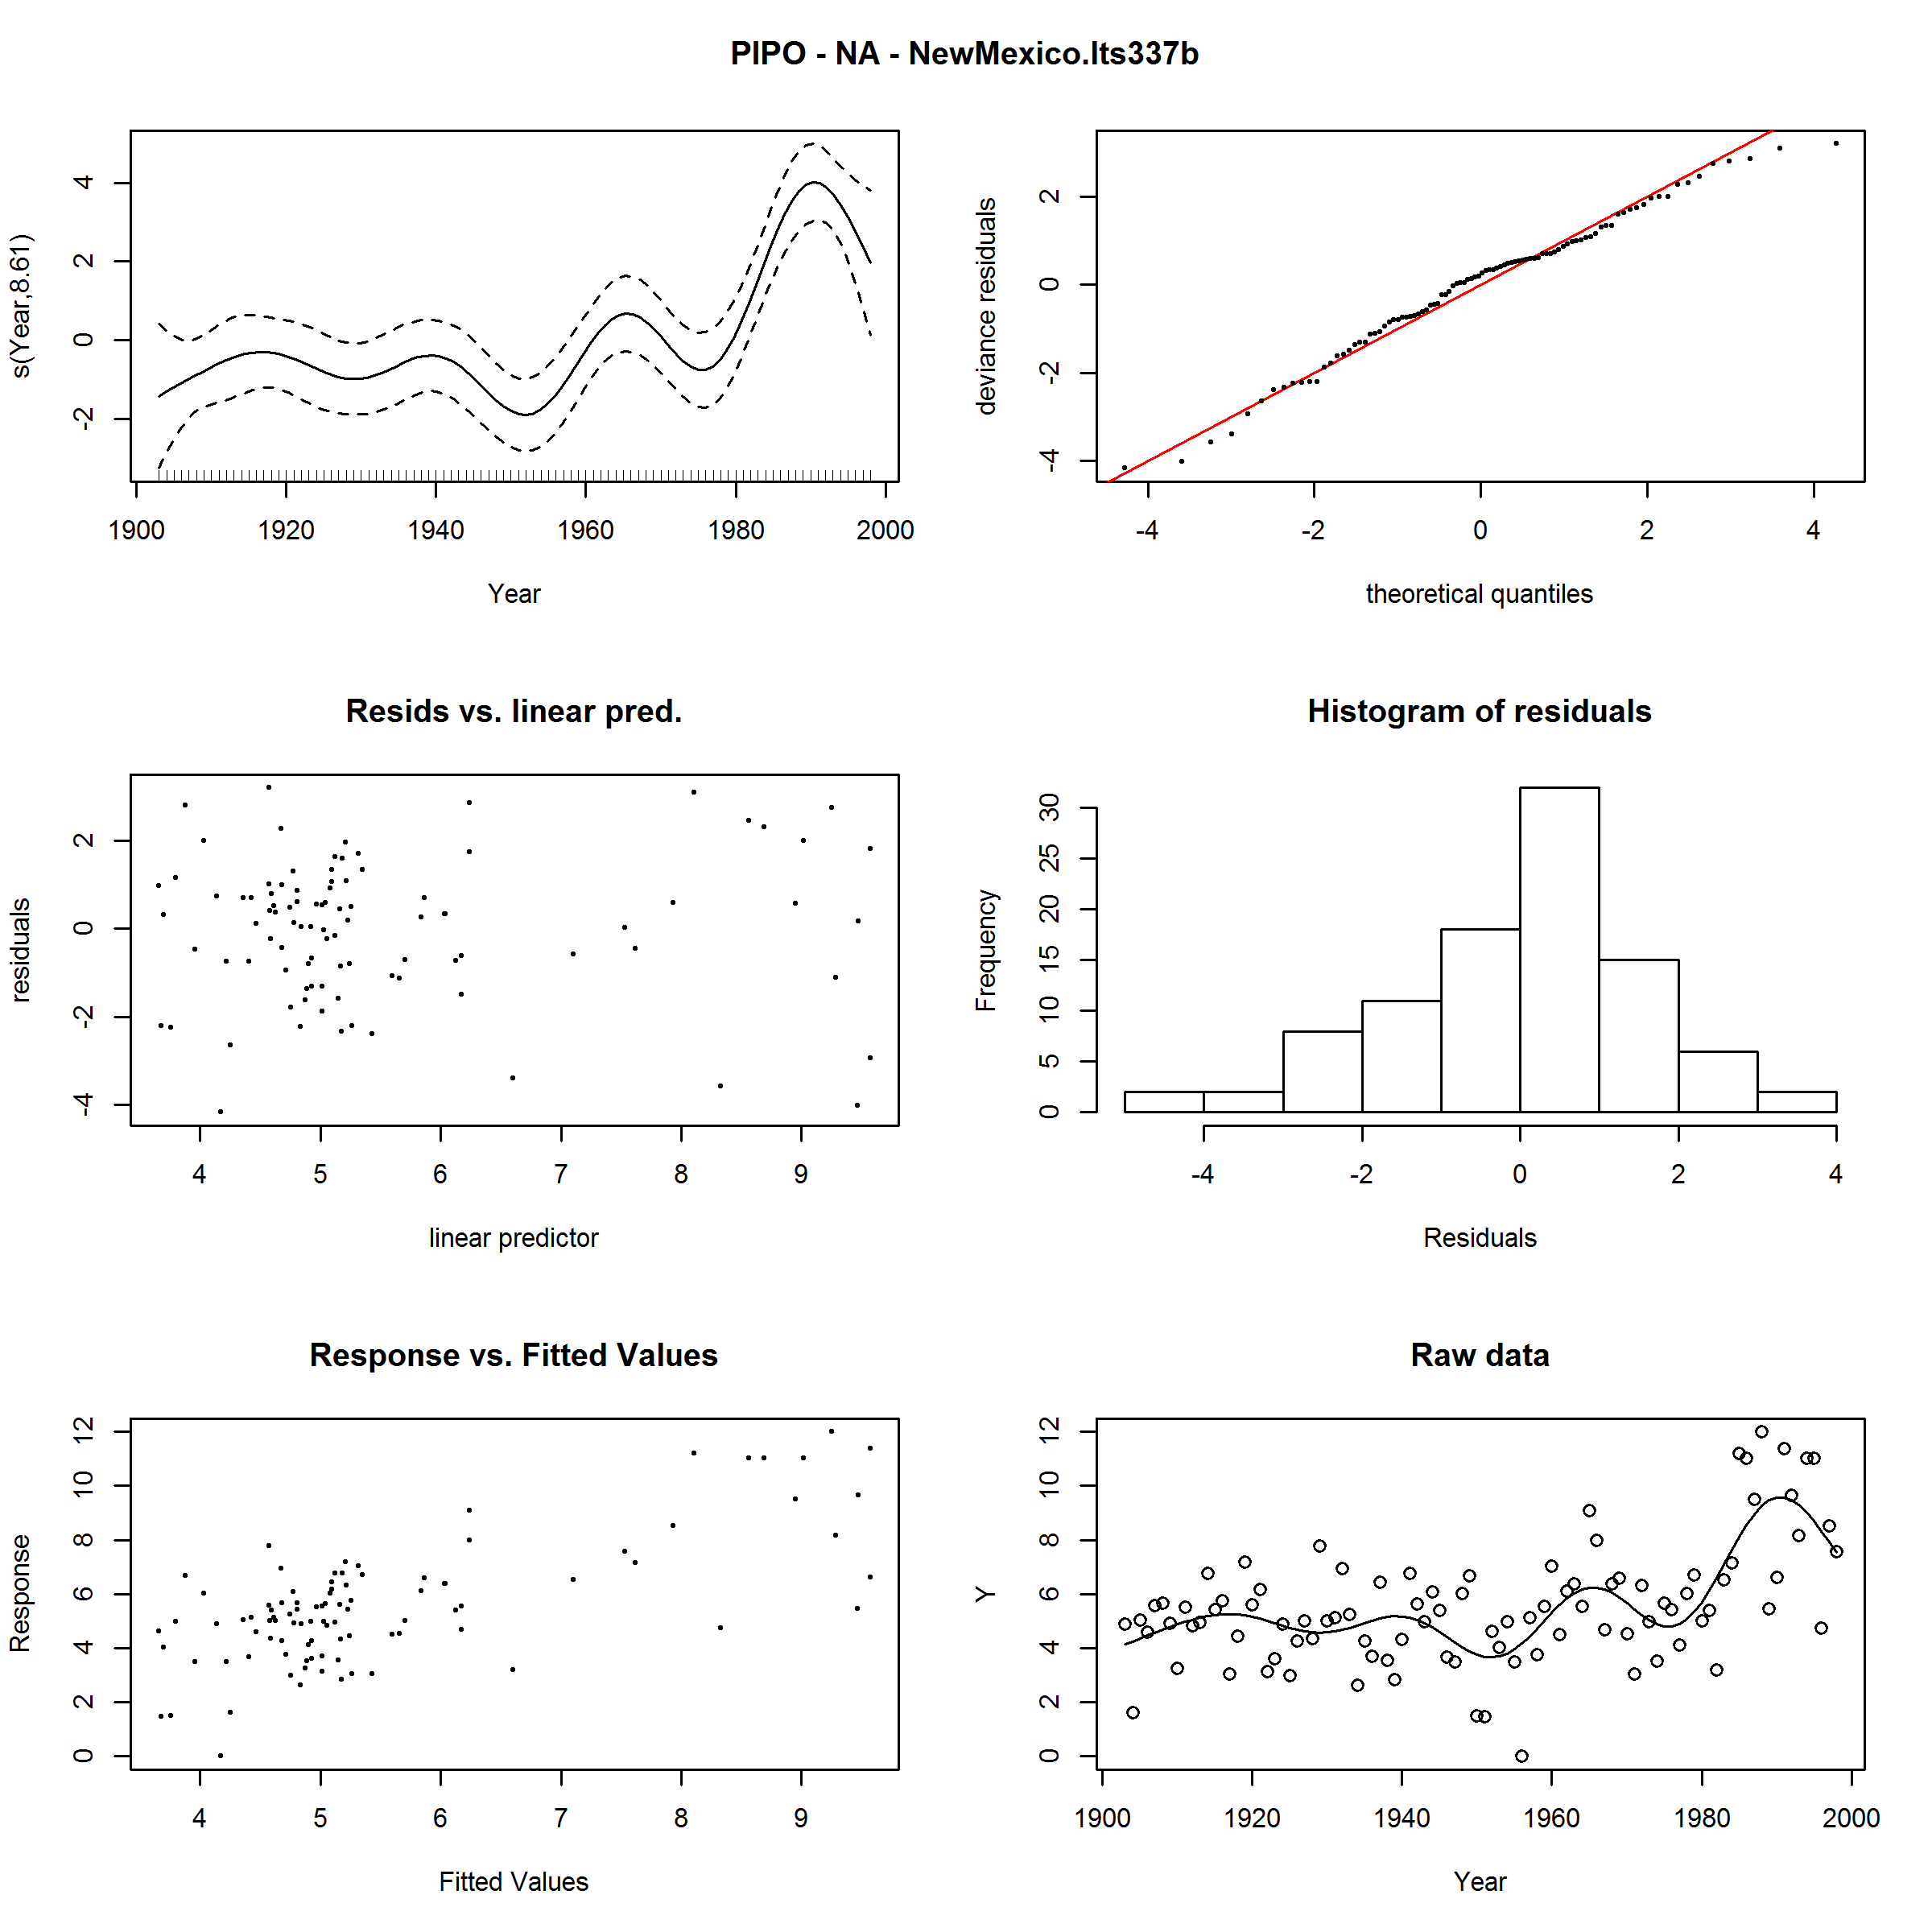 PIPO - NA - NewMexico.lts337b
s(Year,8.61)
-2 0 2 4
1900 1920 1940 1960 1980 2000
Year
deviance residuals
-4 -2 0 2
-4 -2 0 2 4
theoretical quantiles
Resids vs. linear pred.
residuals
-4 -2 0 2
4 5 6 7 8 9
linear predictor
Histogram of residuals
Frequency
0 5 10 15 20 25 30
-4 -2 0 2 4
Residuals
Response vs. Fitted Values
Response
0 2 4 6 8 10 12
4 5 6 7 8 9
Fitted Values
Raw data
Y
0 2 4 6 8 10 12
1900 1920 1940 1960 1980 2000
Year